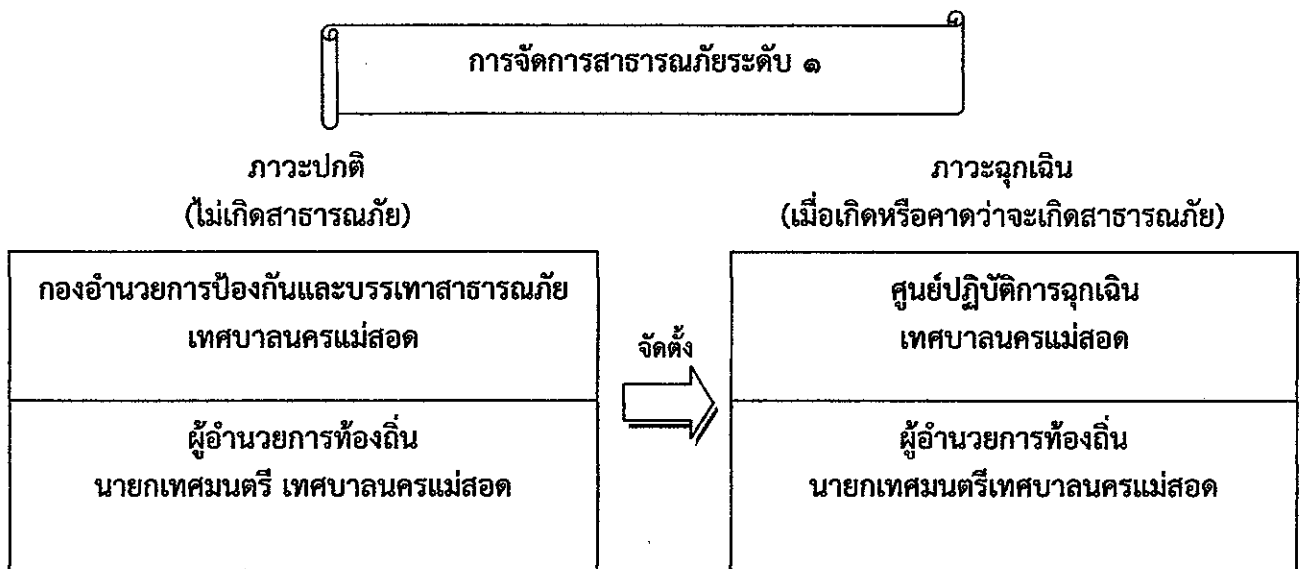 การจัดการสาธารณภัยระดับ ๑
ภาวะปกติ
(ไม่เกิดสาธารณภัย)
กองอำนวยการป้องกันและบรรเทาสาธารณภัย
เทศบาลนครแม่สอด
ผู้อำนวยการท้องถิ่น
นายกเทศมนตรี เทศบาลนครแม่สอด
จัดตั้ง
ภาวะฉุกเฉิน
(เมื่อเกิดหรือคาดว่าจะเกิดสาธารณภัย)
ศูนย์ปฏิบัติการฉุกเฉิน
เทศบาลนครแม่สอด
ผู้อำนวยการท้องถิ่น
นายกเทศมนตรีเทศบาลนครแม่สอด